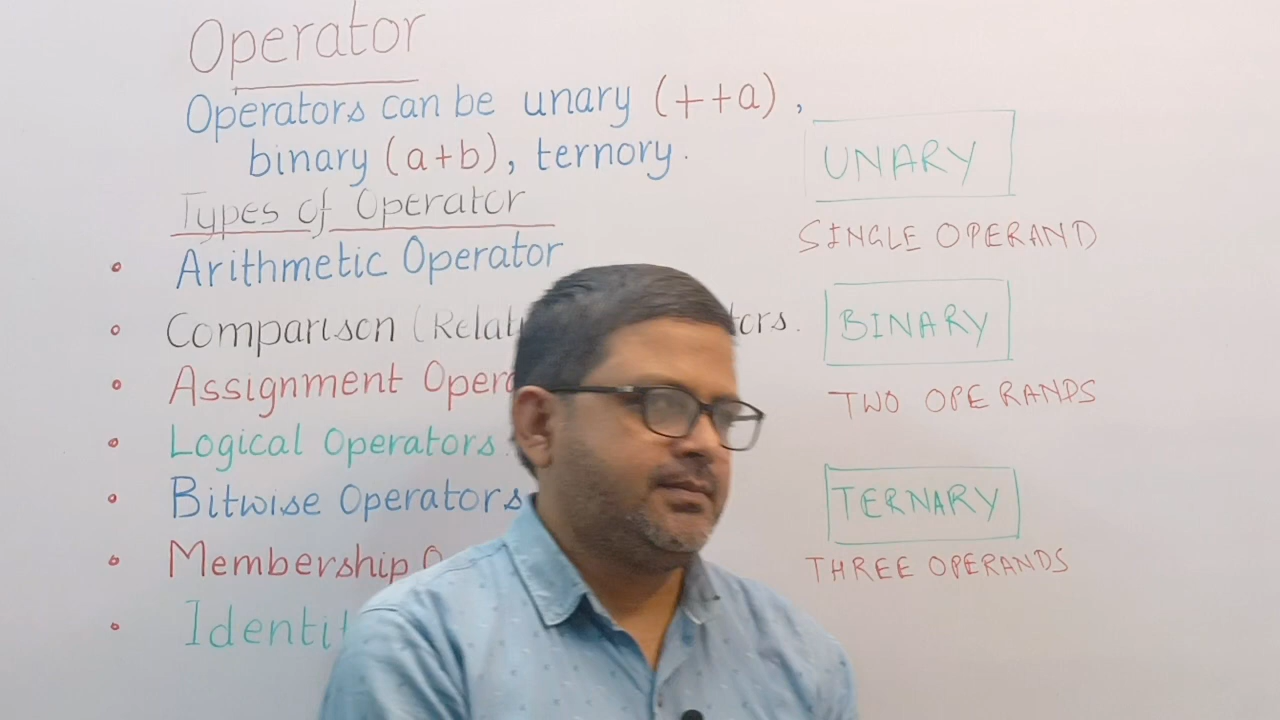 Operator
Operators can be unary (++a),
binary (a+b), ternory.
Types of Operator
Arithmetic Operator
Comparison
Assignment
Logical Operators.
Bitwise Operators
Membership
UNARY
SINGLE OPERAND
BINARY
TWO OPERANDS
TERNARY
THREE OPERANDS